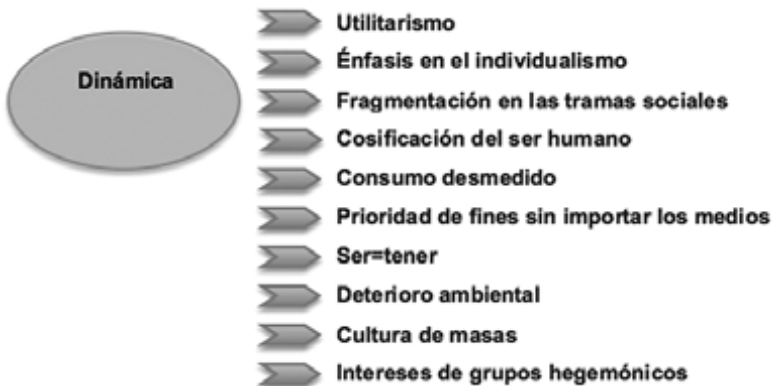 Dinámica
Utilitarismo
Énfasis en el individualismo
Fragmentación en las tramas sociales
Cosificación del ser humano
Consumo desmedido
Prioridad de fines sin importar los medios
Ser=tener
Deterioro ambiental
Cultura de masas
Intereses de grupos hegemónicos